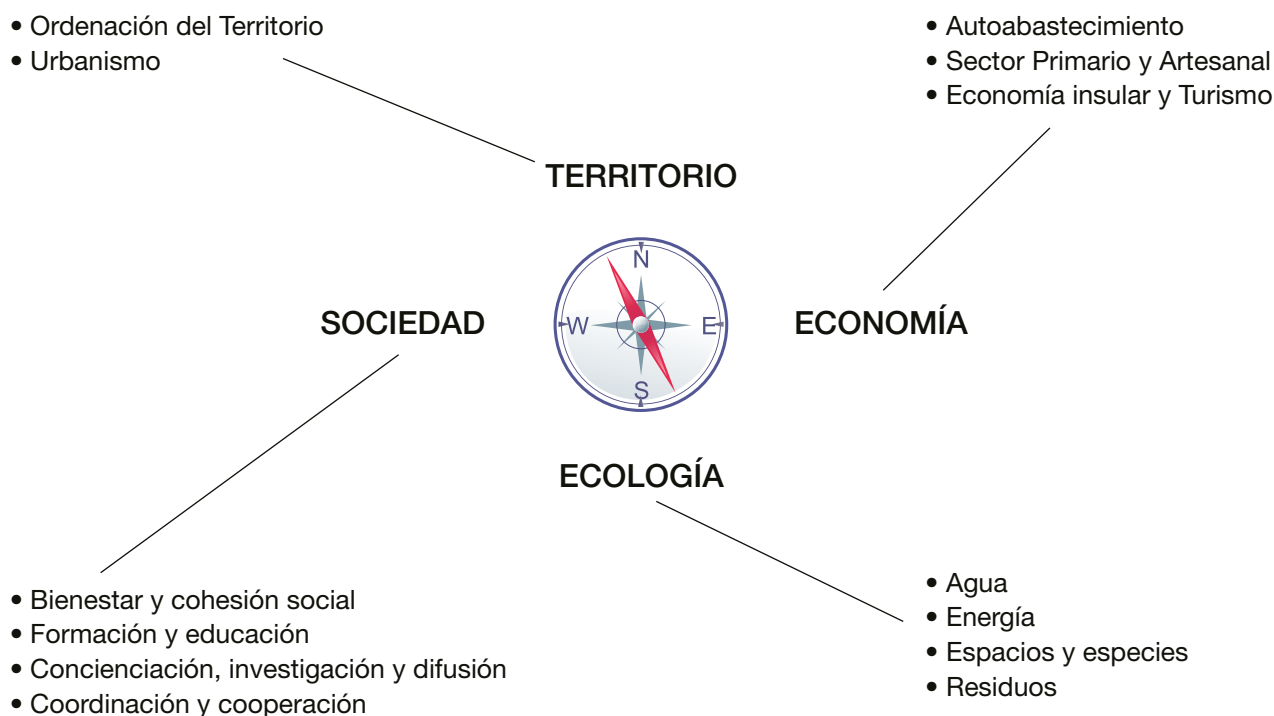 • Ordenación del Territorio
• Urbanismo
• Autoabastecimiento
• Sector Primario y Artesanal
• Economía insular y Turismo
TERRITORIO
N
SOCIEDAD
W
E
ECONOMÍA
S
ECOLOGÍA
• Bienestar y cohesión social
• Formación y educación
• Concienciación, investigación y difusión
• Coordinación y cooperación
• Agua
• Energía
• Espacios y especies
• Residuos